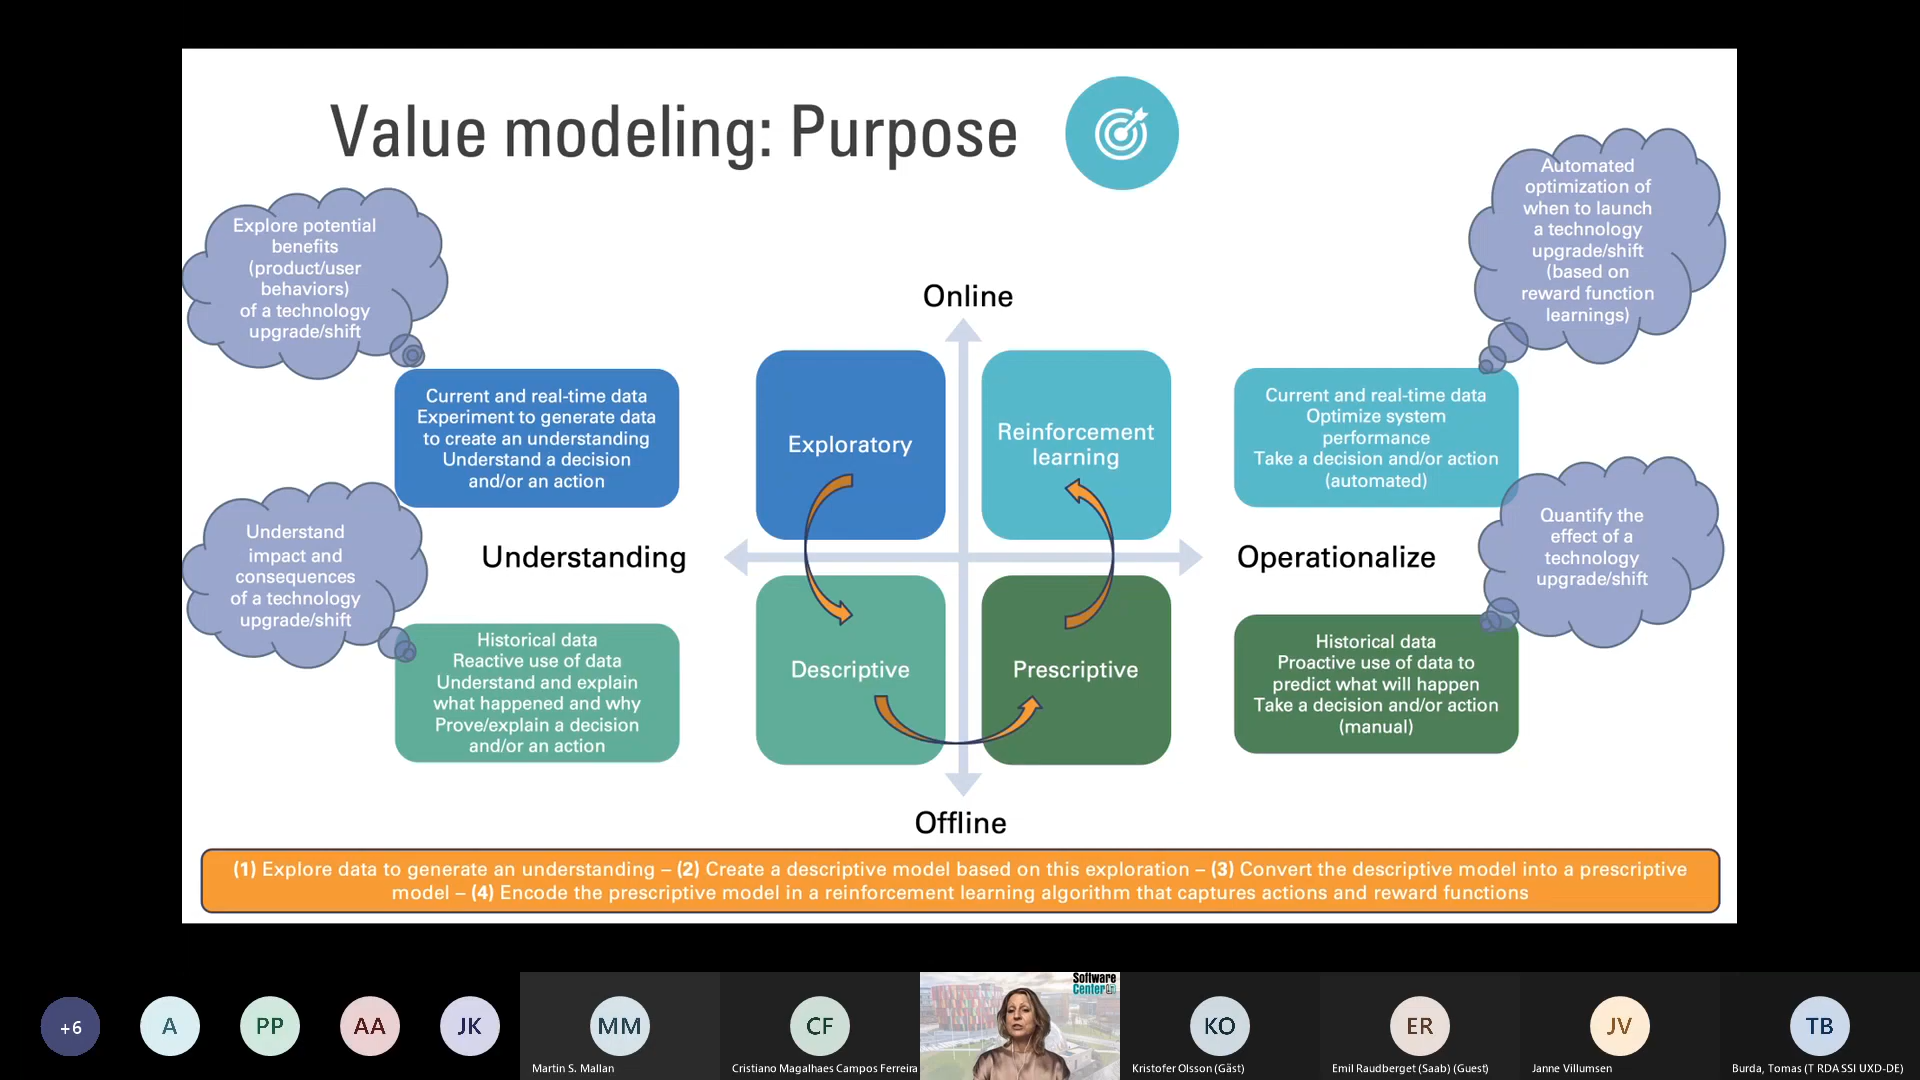 Value modeling: Purpose
Explore potential
benefits
(product/user
behaviors)
of a technology
upgrade/shift
Automated
optimization of
when to launch
a technology
upgrade/shift
(based on
reward function
learnings)
Online
Current and real-time data
Experiment to generate data
to create an understanding
Understand a decision
and/or an action
Exploratory
Reinforcement
learning
Current and real-time data
Optimize system
performance
Take a decision and/or action
(automated)
Understanding
Operationalize
Understand
impact and
consequences
of a technology
upgrade/shift
Quantify the
effect of a
technology
upgrade/shift
Historical data
Reactive use of data
Understand and explain
what happened and why
Prove/explain a decision
and/or an action
Descriptive
Prescriptive
Historical data
Proactive use of data to
predict what will happen
Take a decision and/or action
(manual)
Offline
(1) Explore data to generate an understanding – (2) Create a descriptive model based on this exploration – (3) Convert the descriptive model into a prescriptive
model – (4) Encode the prescriptive model in a reinforcement learning algorithm that captures actions and reward functions
+6
A
PP
AA
JK
MM
Martin S. Mallan
CF
Cristiano Magalhaes Campos Ferreira
Software
Center
KO
Kristofer Olsson (Gäst)
ER
Emil Raudberget (Saab) (Guest)
JV
Janne Villumsen
TB
Burda, Tomas (T RDA SSI UXD-DE)